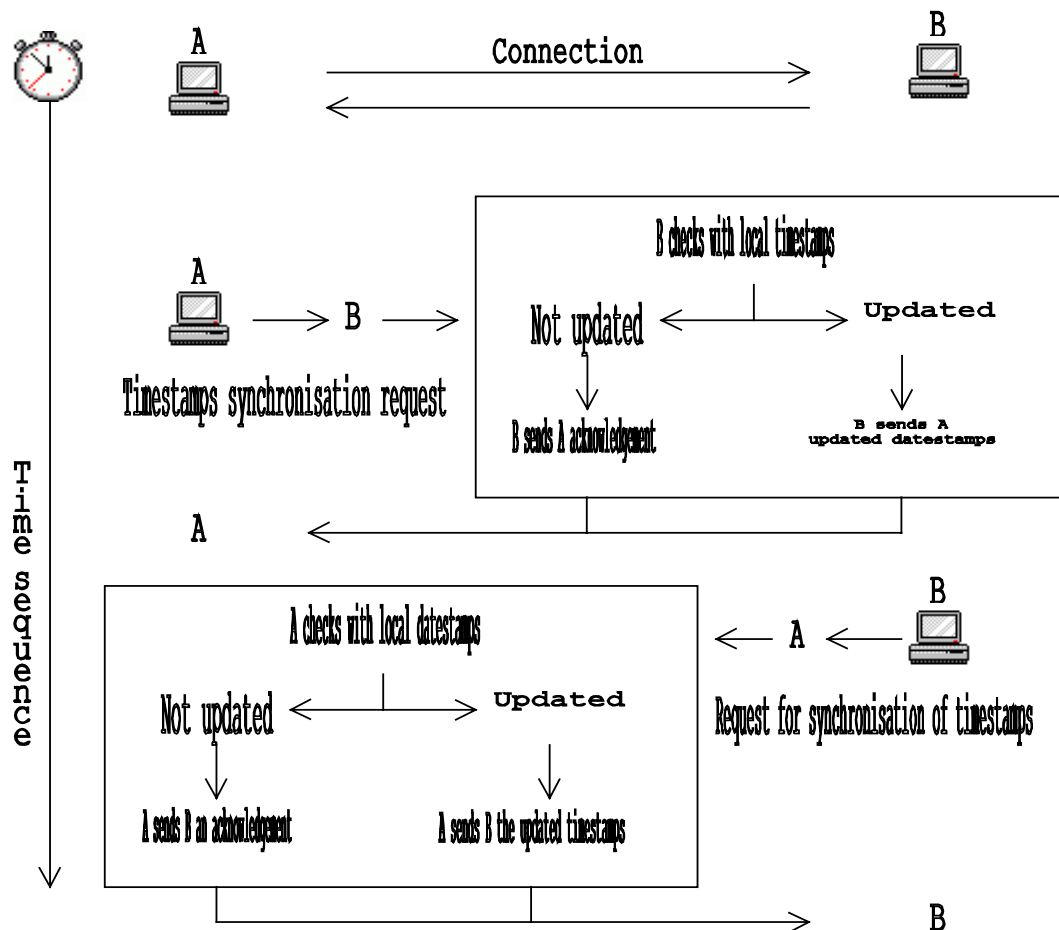 A
B
Connection
B checks with local timestamps
A
B
Not updated
Updated
Timestamps synchronisation request
B sends A acknowledgement
B sends A
updated datestamps
Time sequence
A
A checks with local datestamps
B
A
Not updated
Updated
Request for synchronisation of timestamps
A sends B an acknowledgement
A sends B the updated timestamps
B